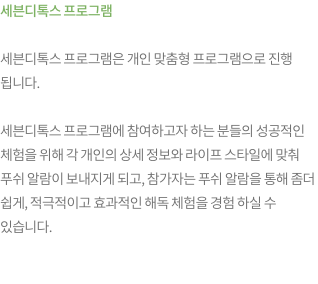 세븐디톡스 프로그램
세븐디톡스 프로그램은 개인 맞춤형 프로그램으로 진행
됩니다.
세븐디톡스 프로그램에 참여하고자 하는 분들의 성공적인
체험을 위해 각 개인의 상세 정보와 라이프 스타일에 맞춰
푸쉬 알람이 보내지게 되고, 참가자는 푸쉬 알람을 통해 좀더
쉽게, 적극적이고 효과적인 해독 체험을 경험 하실 수
있습니다.